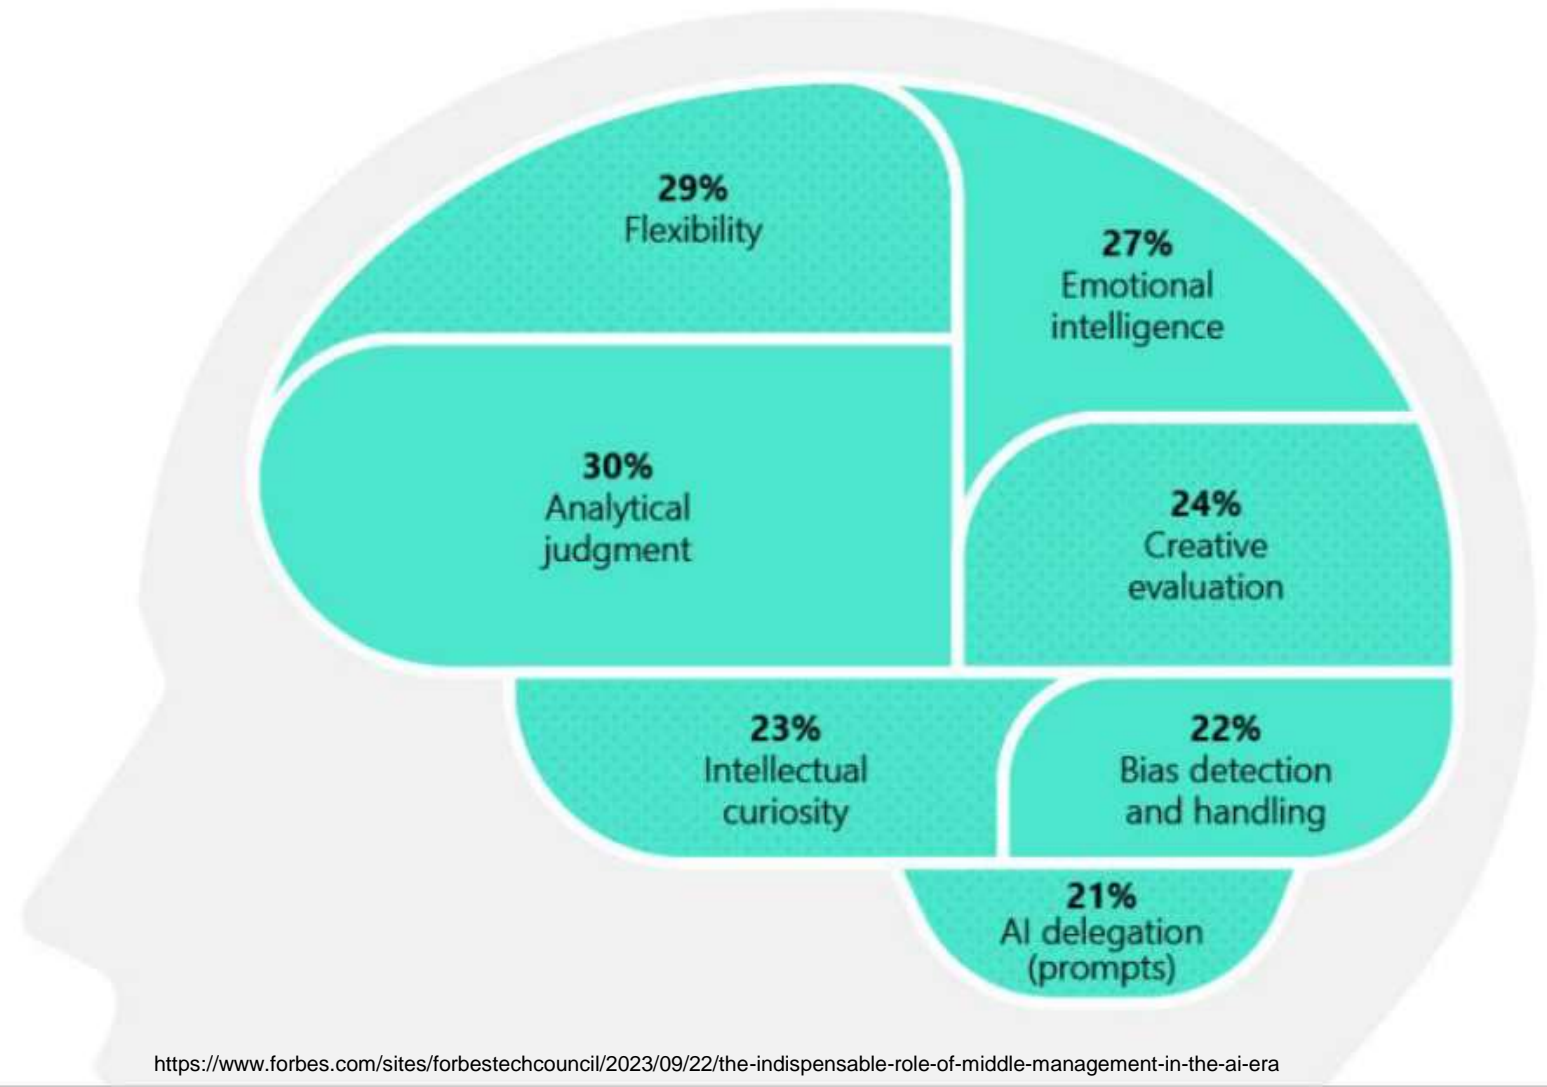 29%
Flexibility
27%
Emotional
intelligence
30%
Analytical
judgment
24%
Creative
evaluation
23%
Intellectual
curiosity
22%
Bias detection
and handling
21%
AI delegation
(prompts)
https://www.forbes.com/sites/forbestechcouncil/2023/09/22/the-indispensable-role-of-middle-management-in-the-ai-era